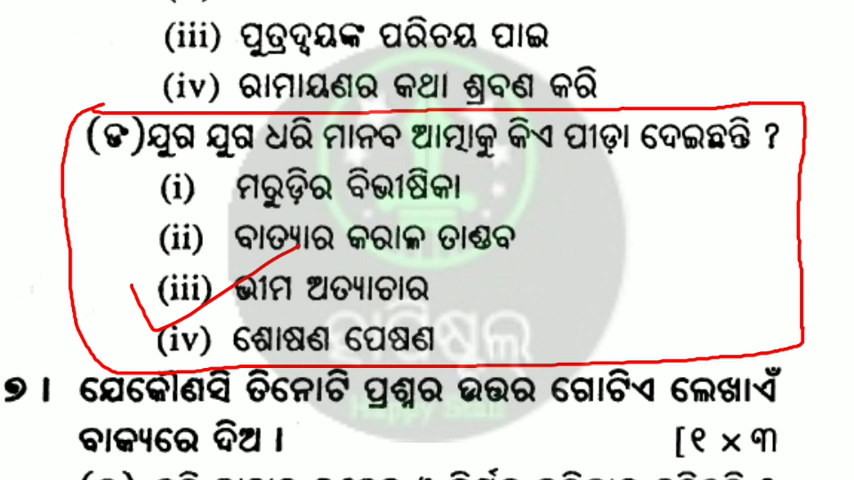 (iii) ପୁତ୍ରଦ୍ୱୟଙ୍କ ପରିଚୟ ପାଇ
(iv) ରାମାୟଣର କଥା ଶ୍ରବଣ କରି
(ଙ) ଯୁଗ ଯୁଗ ଧରି ମାନବ ଆତ୍ମାକୁ କିଏ ପୀଡ଼ା ଦେଇଛନ୍ତି ?
(i) ମରୁଡ଼ିର ବିଭୀଷିକା
(ii) ବାତ୍ୟାର କରାଳ ତାଣ୍ଡବ
(iii) ଭୀମ ଅତ୍ୟାଚାର
(iv) ଶୋଷଣ ପେଷଣ
୭ । ଯେକୌଣସି ତିନୋଟି ପ୍ରଶ୍ନର ଉତ୍ତର ଗୋଟିଏ ଲେଖାଏଁ
ବାକ୍ୟରେ ଦିଅ । [୧ × ୩